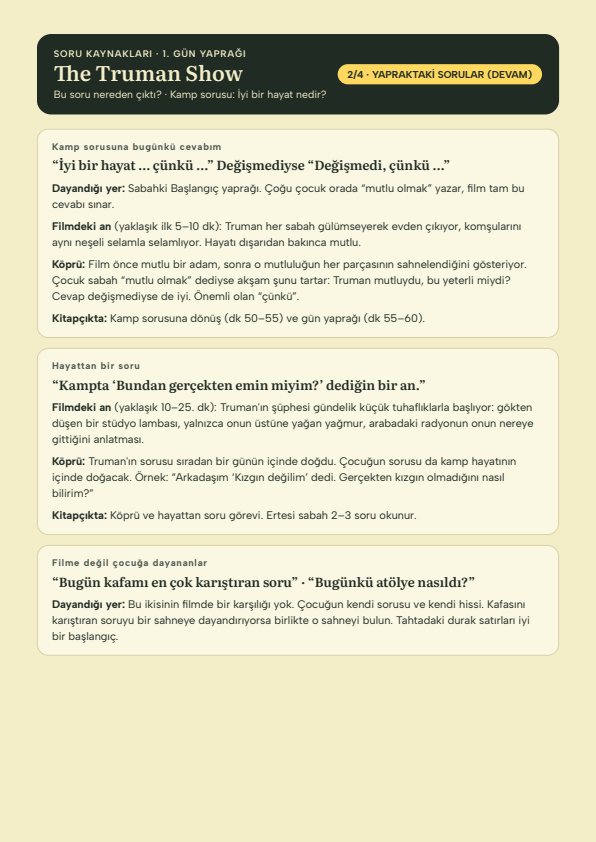 SORU KAYNAKLARI · 1. GÜN YAPRAĞI
The Truman Show
Bu soru nereden çıktı? · Kamp sorusu: İyi bir hayat nedir?
2/4 · YAPRAKTAKİ SORULAR (DEVAM)
Kamp sorusuna bugünkü cevabım
“İyi bir hayat … çünkü …” Değişmediyse “Değişmedi, çünkü …”
Dayandığı yer: Sabahki Başlangıç yaprağı. Çoğu çocuk orada “mutlu olmak” yazar, film tam bu
cevabı sınar.
Filmdeki an (yaklaşık ilk 5–10 dk): Truman her sabah gülümseyerek evden çıkıyor, komşularını
aynı neşeli selamla selamlıyor. Hayatı dışarıdan bakınca mutlu.
Köprü: Film önce mutlu bir adam, sonra o mutluluğun her parçasının sahnelendiğini gösteriyor.
Çocuk sabah “mutlu olmak” dediyse akşam şunu tartar: Truman mutluydu, bu yeterli miydi?
Cevap değişmediyse de iyi. Önemli olan “çünkü”.
Kitapçıkta: Kamp sorusuna dönüş (dk 50–55) ve gün yaprağı (dk 55–60).
Hayattan bir soru
“Kampta ‘Bundan gerçekten emin miyim?’ dediğin bir an.”
Filmdeki an (yaklaşık 10–25. dk): Truman'ın şüphesi gündelik küçük tuhaflıklarla başlıyor: gökten
düşen bir stüdyo lambası, yalnızca onun üstüne yağan yağmur, arabadaki radyonun onun nereye
gittiğini anlatması.
Köprü: Truman'ın sorusu sıradan bir günün içinde doğdu. Çocuğun sorusu da kamp hayatının
içinde doğacak. Örnek: “Arkadaşım ‘Kızgın değilim’ dedi. Gerçekten kızgın olmadığını nasıl
bilirim?”
Kitapçıkta: Köprü ve hayattan soru görevi. Ertesi sabah 2–3 soru okunur.
Filme değil çocuğa dayananlar
“Bugün kafamı en çok karıştıran soru” · “Bugünkü atölye nasıldı?”
Dayandığı yer: Bu ikisinin filmde bir karşılığı yok. Çocuğun kendi sorusu ve kendi hissi. Kafasını
karıştıran soruyu bir sahneye dayandırıyorsa birlikte o sahneyi bulun. Tahtadaki durak satırları iyi
bir başlangıç.